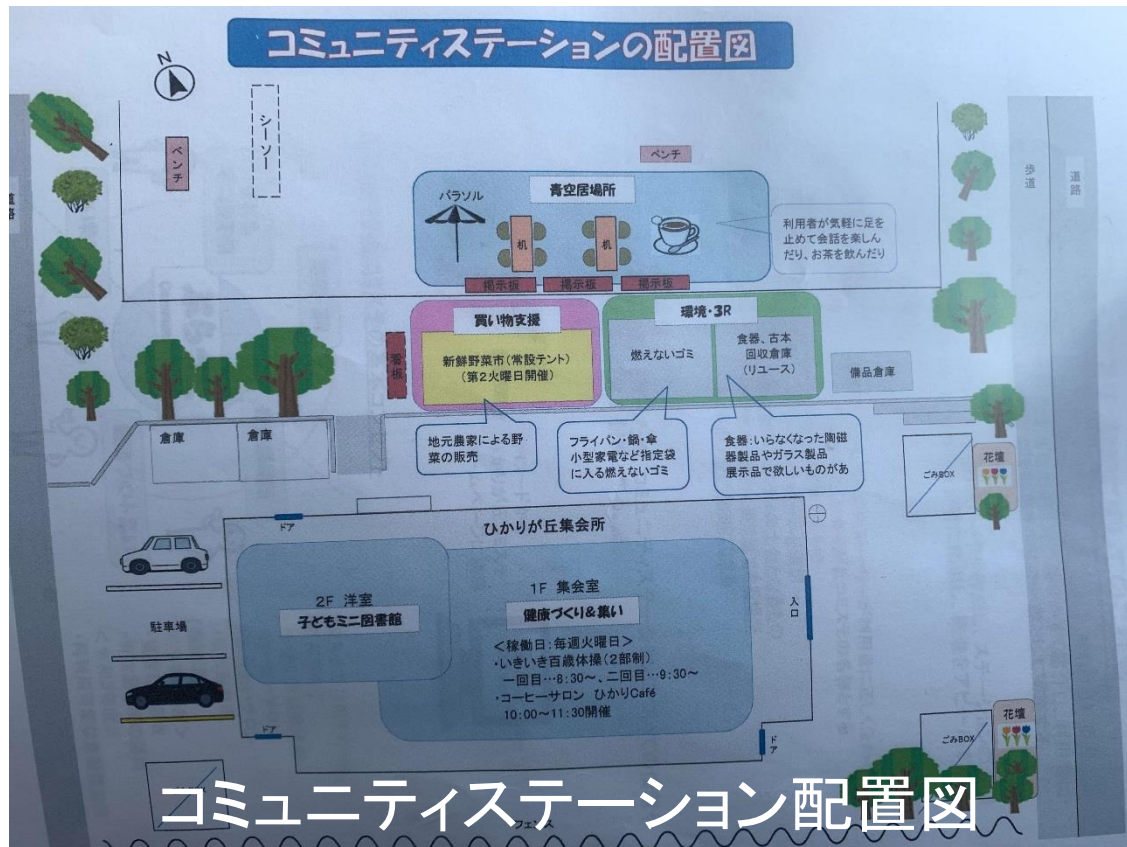 コミュニティステーションの配置図
N
シーソー
ベンチ
ベンチ
歩道
道路
道路
青空居場所
パラソル
机
机
利用者が気軽に足を
止めて会話を楽しん
だり、お茶を飲んだり
掲示板
掲示板
掲示板
買い物支援
環境・3R
看板
新鮮野菜市(常設テント)
(第2火曜日開催)
燃えないゴミ
食器、古本
回収倉庫
(リユース)
備品倉庫
倉庫
倉庫
地元農家による野
菜の販売
フライパン・鍋・傘
小型家電など指定袋
に入る燃えないゴミ
食器:いらなくなった陶磁
器製品やガラス製品
展示品で欲しいものがあ
ごみBOX
花壇
ドア
ひかりが丘集会所
2F 洋室
子どもミニ図書館
1F 集会室
健康づくり&集い
<稼働日:毎週火曜日>
・いきいき百歳体操(2部制)
一回目…8:30~、二回目…9:30~
・コーヒーサロン ひかりCafé
10:00~11:30開催
入口
駐車場
ドア
ドア
ごみBOX
花壇
フェンス
コミュニティステーション配置図